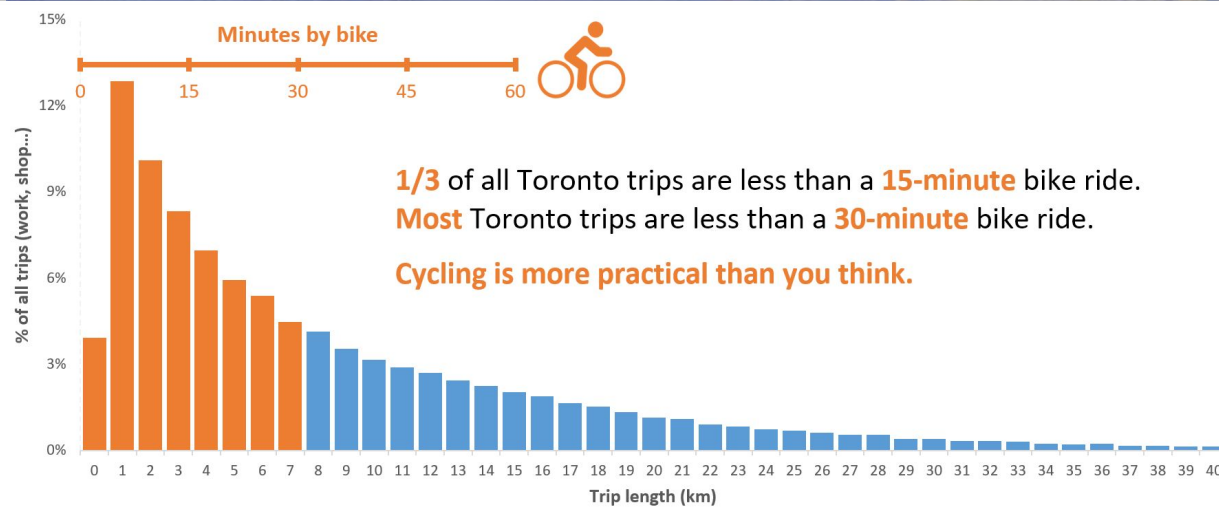 15%
Minutes by bike
0 15 30 45 60
12%
1/3 of all Toronto trips are less than a 15-minute bike ride.
9%
Most Toronto trips are less than a 30-minute bike ride.
Cycling is more practical than you think.
6%
3%
0%
% of all trips (work, shop...)
0 1 2 3 4 5 6 7 8 9 10 11 12 13 14 15 16 17 18 19 20 21 22 23 24 25 26 27 28 29 30 31 32 33 34 35 36 37 38 39 40
Trip length (km)